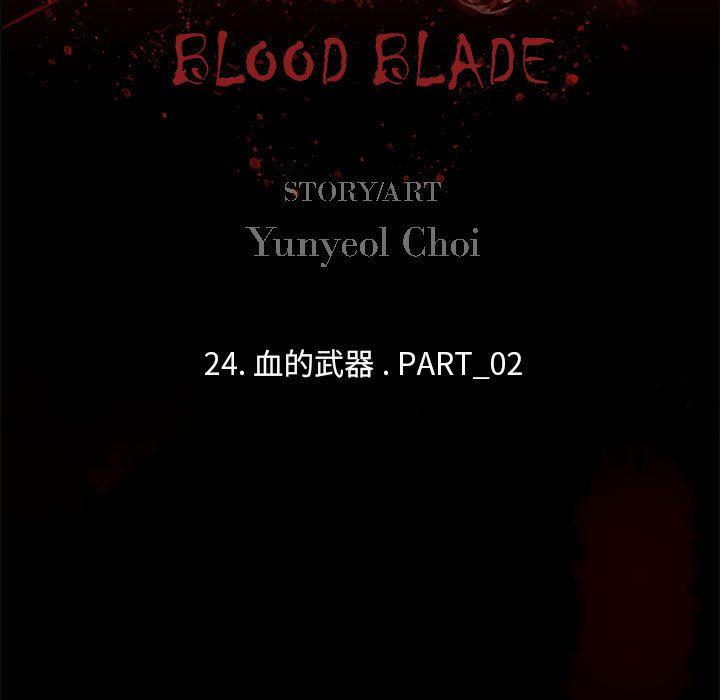 BLOOD BLADE
STORY/ART
Yunyeol Choi
24. 血的武器 . PART_02